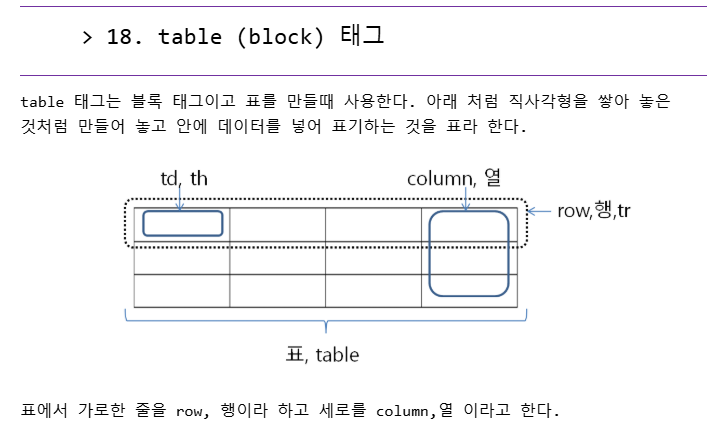 > 18. table (block) 태그
table 태그는 블록 태그이고 표를 만들때 사용한다. 아래 처럼 직사각형을 쌓아 놓은
것처럼 만들어 놓고 안에 데이터를 넣어 표기하는 것을 표라 한다.
td, th
column, 열
row,행,tr
표, table
표에서 가로한 줄을 row, 행이라 하고 세로를 column,열 이라고 한다.